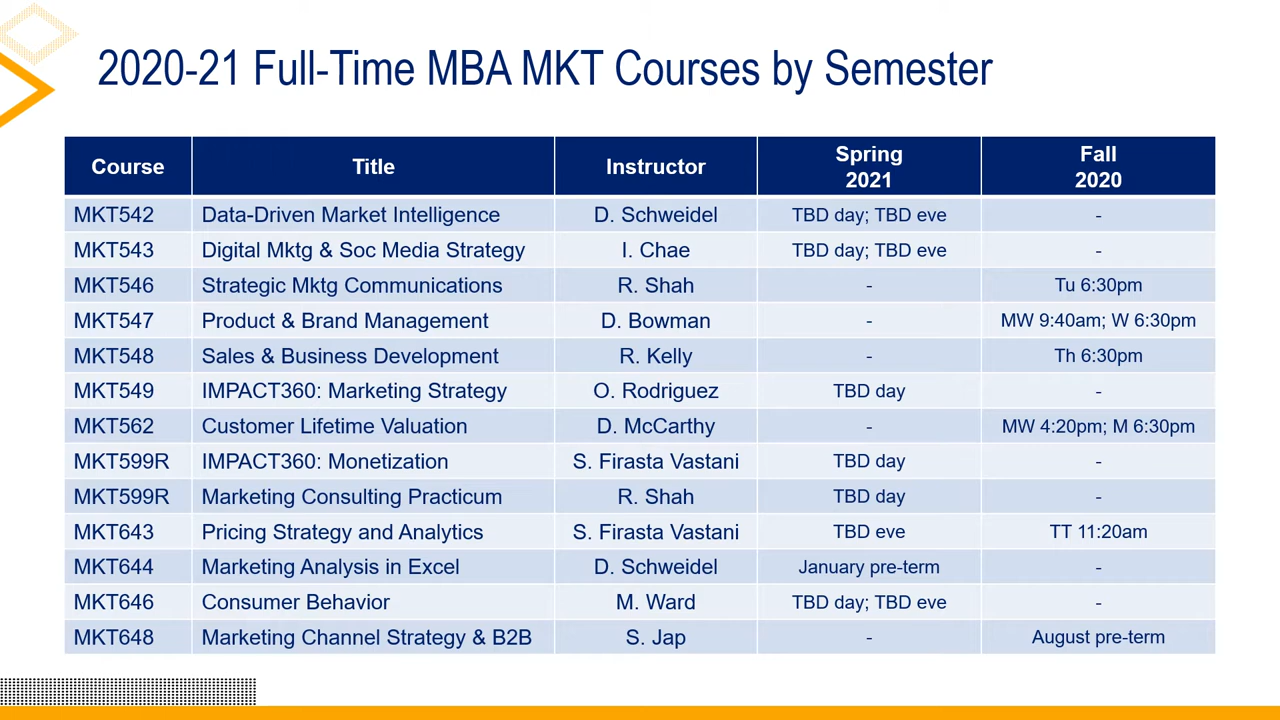 2020-21 Full-Time MBA MKT Courses by Semester
Course Title Instructor Spring 2021 Fall 2020
MKT542 Data-Driven Market Intelligence D. Schweidel TBD day; TBD eve -
MKT543 Digital Mktg & Soc Media Strategy I. Chae TBD day; TBD eve -
MKT546 Strategic Mktg Communications R. Shah - Tu 6:30pm
MKT547 Product & Brand Management D. Bowman - MW 9:40am; W 6:30pm
MKT548 Sales & Business Development R. Kelly - Th 6:30pm
MKT549 IMPACT360: Marketing Strategy O. Rodriguez TBD day -
MKT562 Customer Lifetime Valuation D. McCarthy - MW 4:20pm; M 6:30pm
MKT599R IMPACT360: Monetization S. Firasta Vastani TBD day -
MKT599R Marketing Consulting Practicum R. Shah TBD day -
MKT643 Pricing Strategy and Analytics S. Firasta Vastani TBD eve TT 11:20am
MKT644 Marketing Analysis in Excel D. Schweidel January pre-term -
MKT646 Consumer Behavior M. Ward TBD day; TBD eve -
MKT648 Marketing Channel Strategy & B2B S. Jap - August pre-term